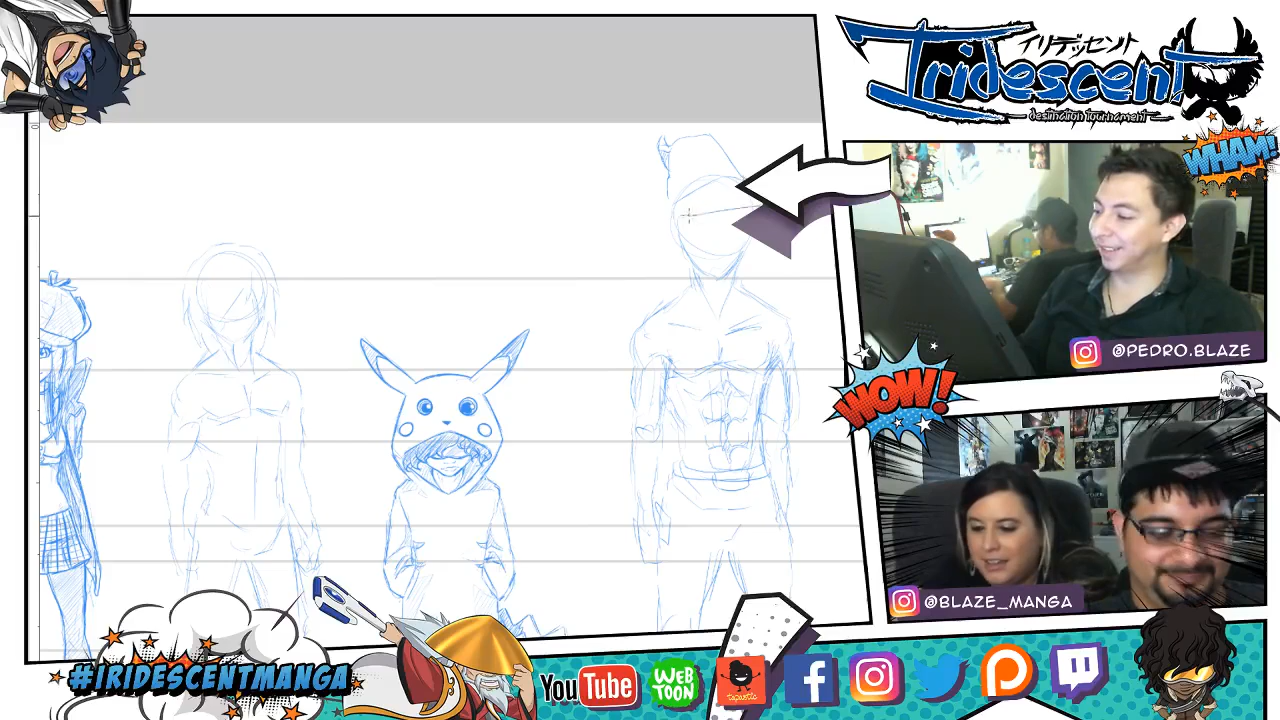 イリデッセント
Iridescent
destination tournament
WHAM!
@PEDRO.BLAZE
WOW!
@BLAZE_MANGA
#IRIDESCENTMANGA
YouTube
WEB
TOON
tapastic
f